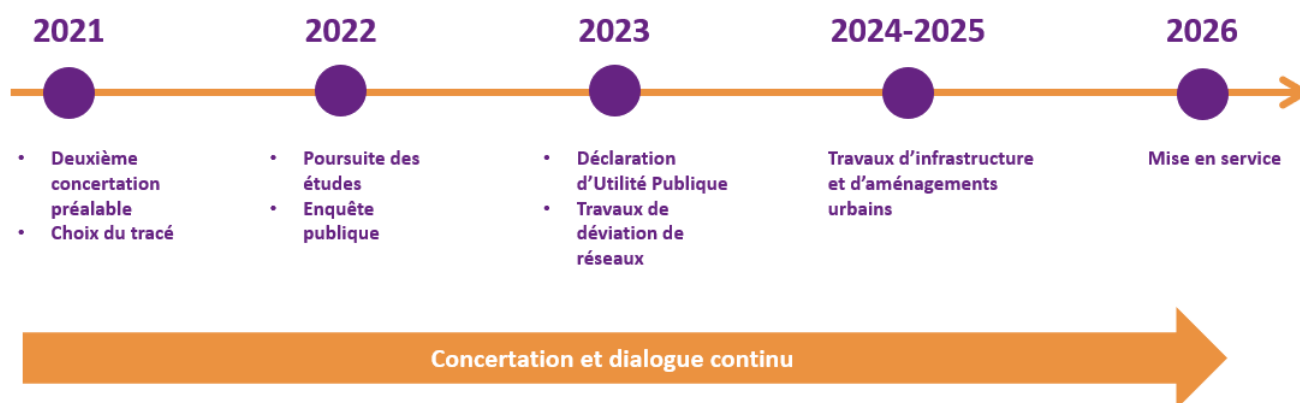 2021
2022
2023
2024-2025
2026
• Deuxième
concertation
préalable
• Choix du tracé
• Poursuite des
études
• Enquête
publique
• Déclaration
d’Utilité Publique
• Travaux de
déviation de
réseaux
Travaux d’infrastructure
et d’aménagements
urbains
Mise en service
Concertation et dialogue continu